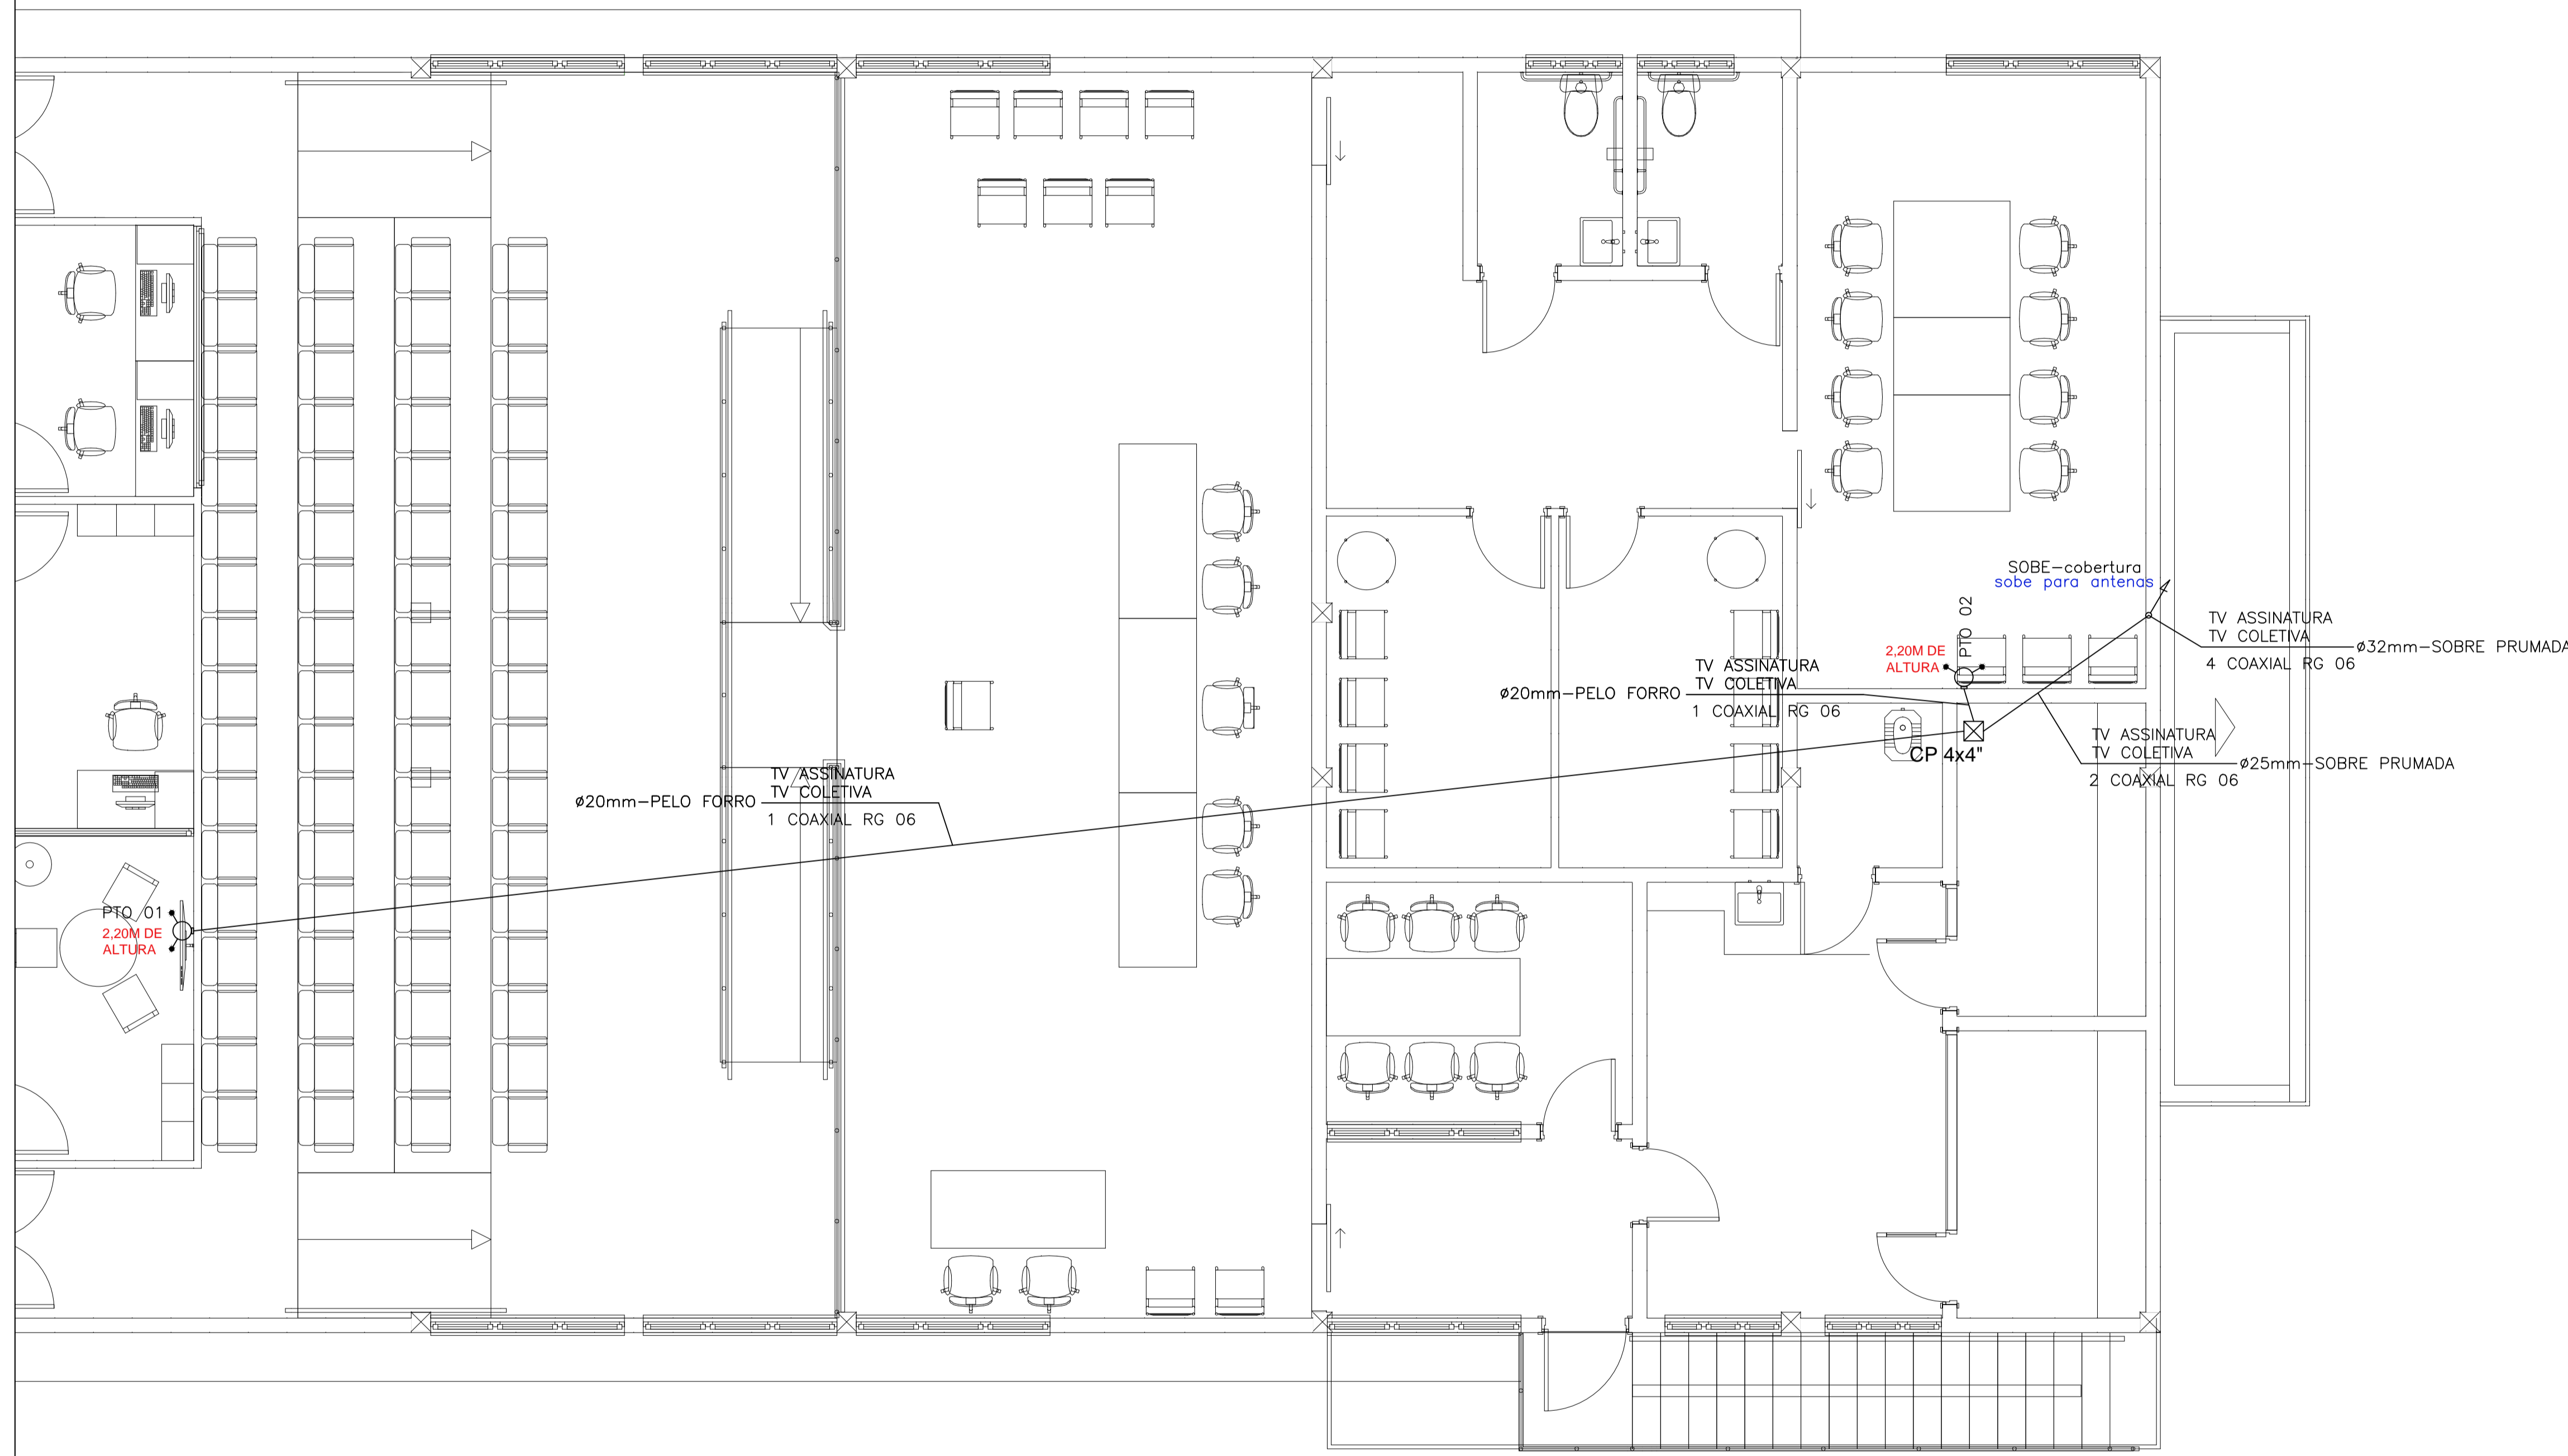 SOBE-cobertura
sobe para antenas
PTO 02
TV ASSINATURA
TV COLETIVA
ø32mm-SOBRE PRUMADA
4 COAXIAL RG 06
2,20M DE
ALTURA
TV ASSINATURA
TV COLETIVA
ø20mm-PELO FORRO
1 COAXIAL RG 06
CP 4x4"
TV ASSINATURA
TV COLETIVA
ø25mm-SOBRE PRUMADA
2 COAXIAL RG 06
TV ASSINATURA
TV COLETIVA
ø20mm-PELO FORRO
1 COAXIAL RG 06
PTO 01
2,20M DE
ALTURA